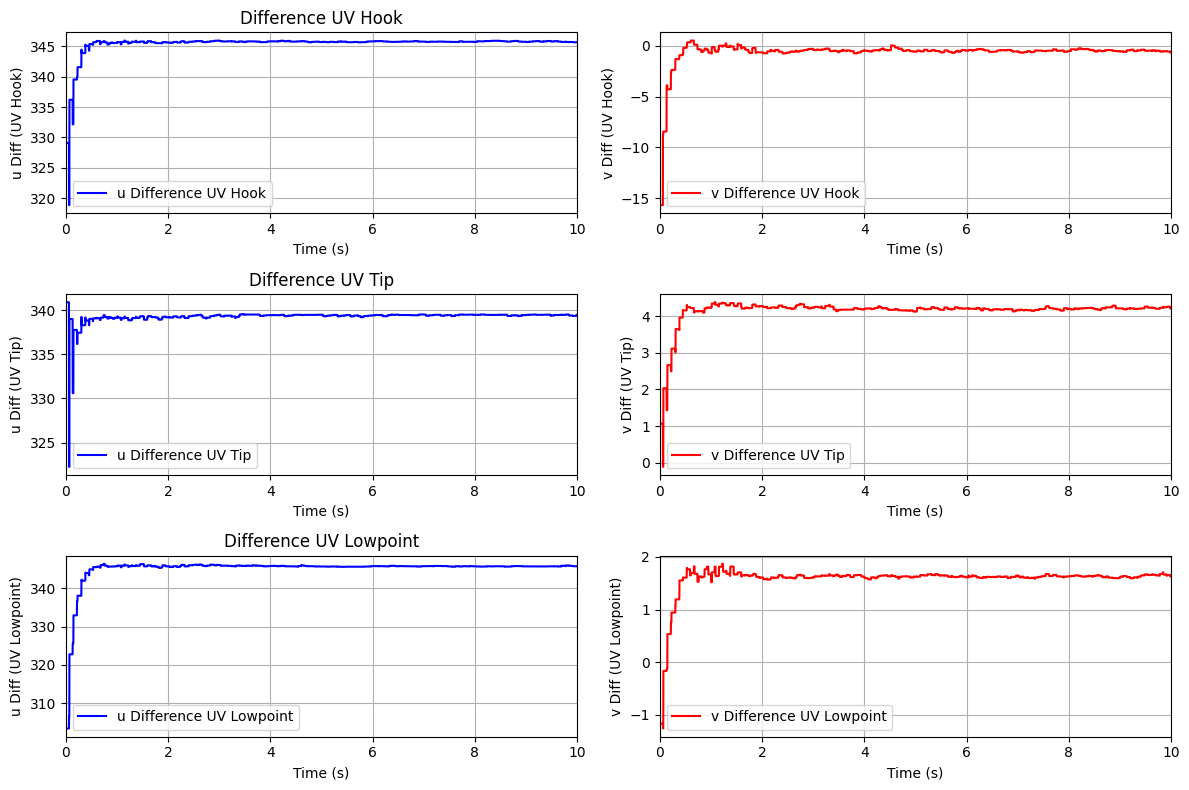 Difference UV Hook
u Diff (UV Hook)
345
340
335
330
325
320
u Difference UV Hook
0 2 4 6 8 10
Time (s)
v Diff (UV Hook)
0
−5
−10
−15
v Difference UV Hook
0 2 4 6 8 10
Time (s)
Difference UV Tip
u Diff (UV Tip)
340
335
330
325
u Difference UV Tip
0 2 4 6 8 10
Time (s)
v Diff (UV Tip)
4
3
2
1
0
v Difference UV Tip
0 2 4 6 8 10
Time (s)
Difference UV Lowpoint
u Diff (UV Lowpoint)
340
330
320
310
u Difference UV Lowpoint
0 2 4 6 8 10
Time (s)
v Diff (UV Lowpoint)
2
1
0
−1
v Difference UV Lowpoint
0 2 4 6 8 10
Time (s)